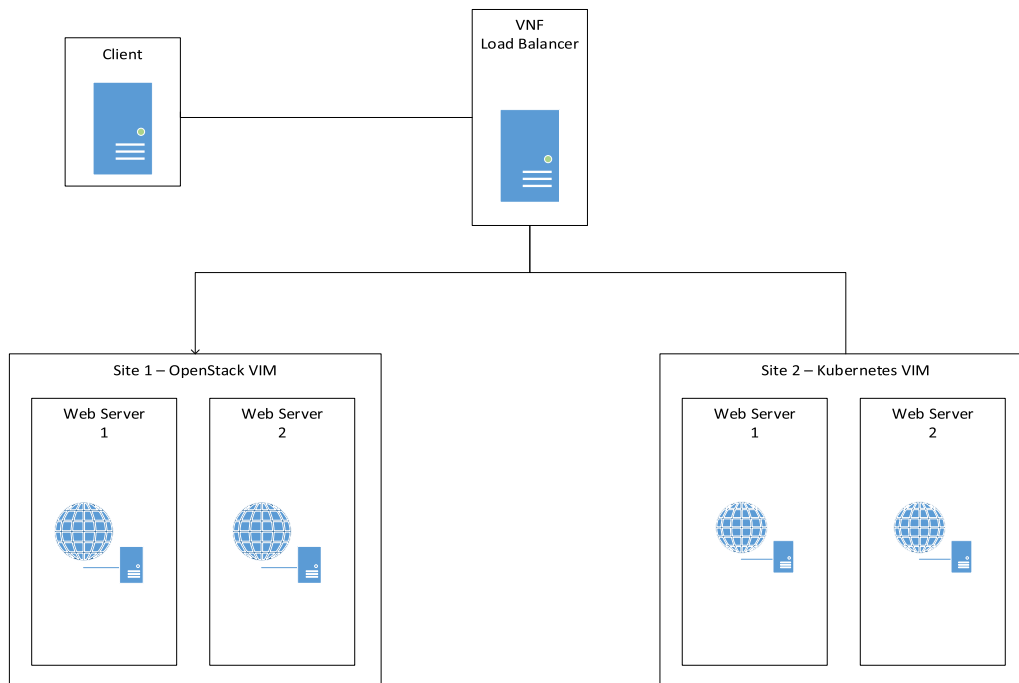 Client
VNF
Load Balancer
Site 1 – OpenStack VIM
Web Server
1
Web Server
2
Site 2 – Kubernetes VIM
Web Server
1
Web Server
2